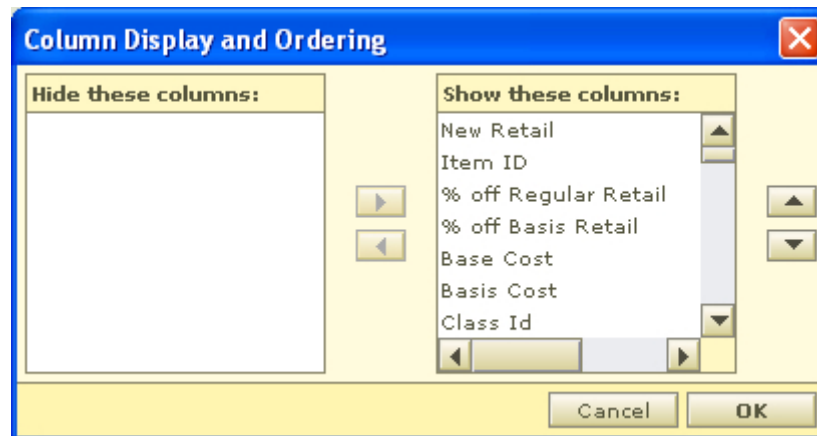 Column Display and Ordering
Hide these columns:
Show these columns:
New Retail
Item ID
% off Regular Retail
% off Basis Retail
Base Cost
Basis Cost
Class Id
Cancel
OK